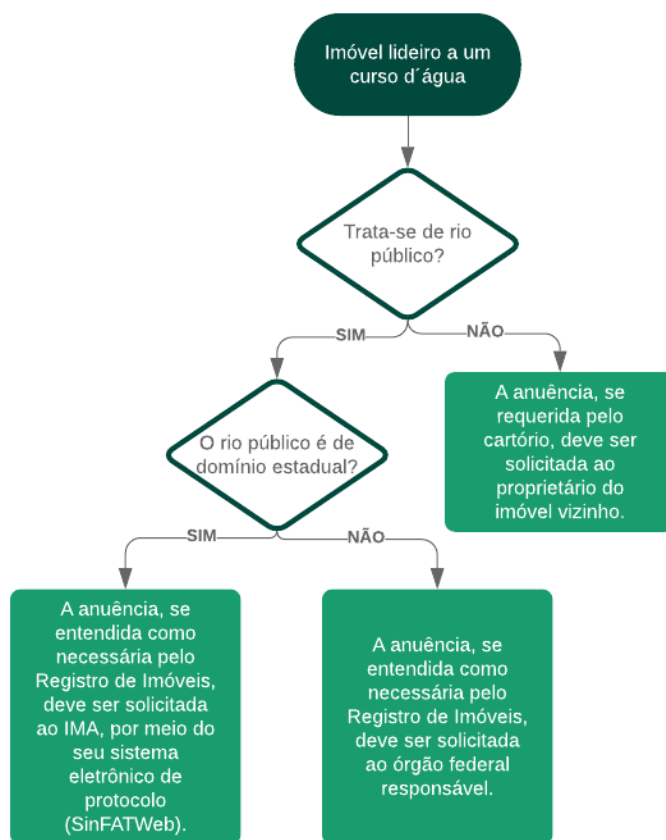 Imóvel lideiro a um
curso d´água
Trata-se de rio
público?
SIM
NÃO
A anuência, se
requerida pelo
cartório, deve ser
solicitada ao
proprietário do
imóvel vizinho.
O rio público é de
domínio estadual?
SIM
NÃO
A anuência, se
entendida como
necessária pelo
Registro de Imóveis,
deve ser solicitada
ao IMA, por meio do
seu sistema
eletrônico de
protocolo
(SinFATWeb).
A anuência, se
entendida como
necessária pelo
Registro de Imóveis,
deve ser solicitada
ao órgão federal
responsável.